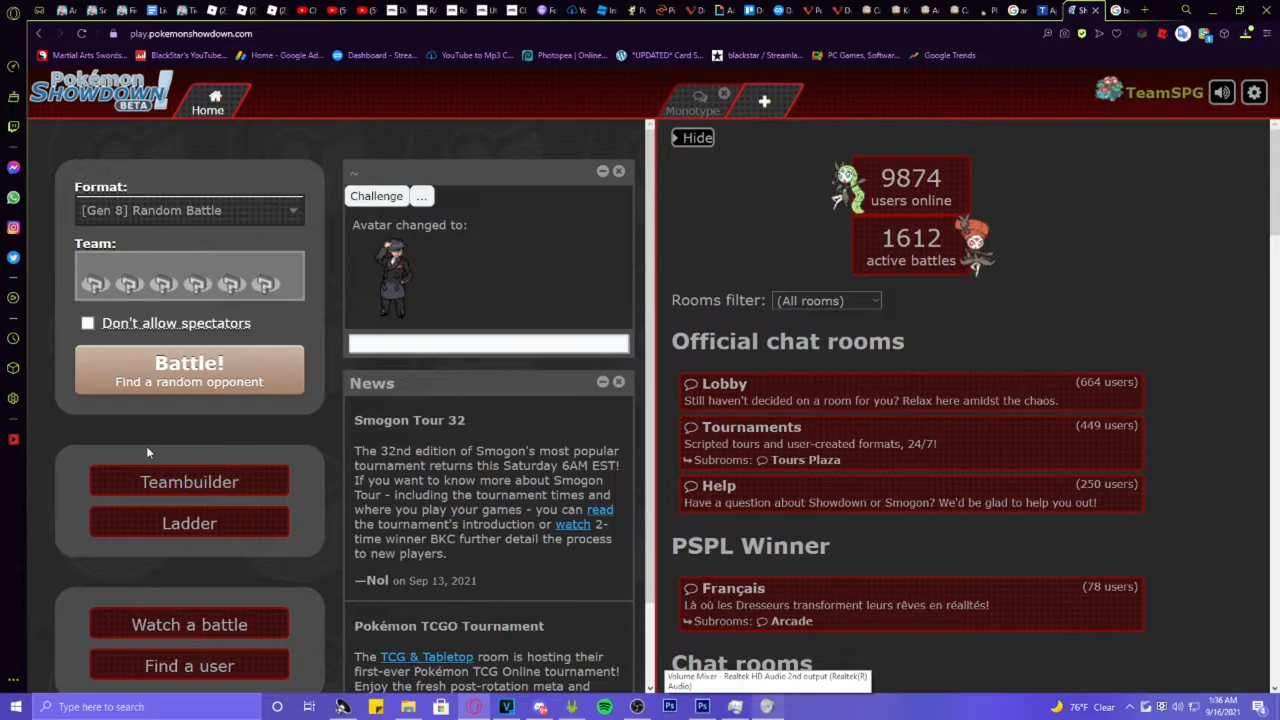 play.pokemonshowdown.com
Martial Arts Swords...
BlackStar's YouTube...
Home - Google Ad...
Dashboard - Strea...
YouTube to Mp3 C...
Photopea | Online...
*UPDATED* Card S...
blackstar / Streamla...
PC Games, Softwar...
Google Trends
Pokémon
SHOWDOWN!
BETA
Home
Monotype
TeamSPG
Format:
[Gen 8] Random Battle
Team:
Don't allow spectators
Battle!
Find a random opponent
Teambuilder
Ladder
Watch a battle
Find a user
~
Challenge
...
Avatar changed to:
News
Smogon Tour 32
The 32nd edition of Smogon's most popular
tournament returns this Saturday 6AM EST!
If you want to know more about Smogon
Tour - including the tournament times and
where you play your games - you can read
the tournament's introduction or watch 2-
time winner BKC further detail the process
to new players.
—Nol on Sep 13, 2021
Pokémon TCGO Tournament
The TCG & Tabletop room is hosting their
first-ever Pokémon TCG Online tournament!
Enjoy the fresh post-rotation meta and
Hide
9874
users online
1612
active battles
Rooms filter: (All rooms)
Official chat rooms
Lobby (664 users)
Still haven't decided on a room for you? Relax here amidst the chaos.
Tournaments (449 users)
Scripted tours and user-created formats, 24/7!
Subrooms: Tours Plaza
Help (250 users)
Have a question about Showdown or Smogon? We'd be glad to help you out!
PSPL Winner
Français (78 users)
Là où les Dresseurs transforment leurs rêves en réalités!
Subrooms: Arcade
Chat rooms
Volume Mixer - Realtek HD Audio 2nd output (Realtek(R)
Audio)
Type here to search
76°F Clear
1:36 AM
9/16/2021